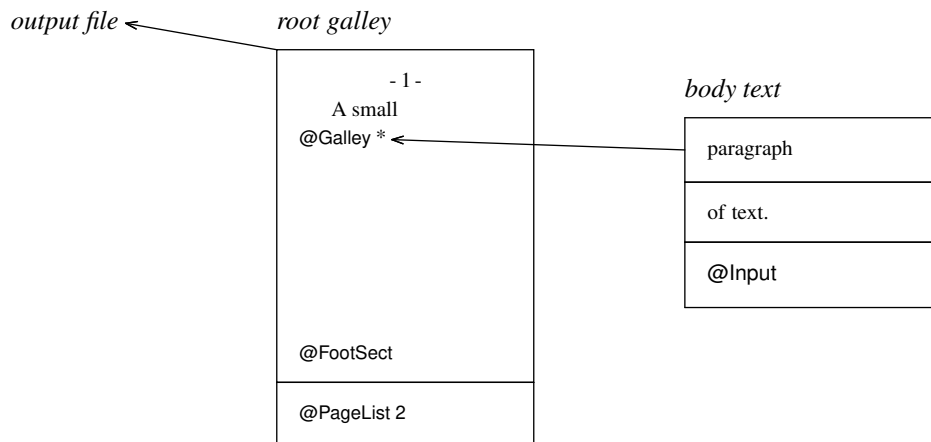 output file
root galley
- 1 -
A small
@Galley *
@FootSect
@PageList 2
body text
paragraph
of text.
@Input